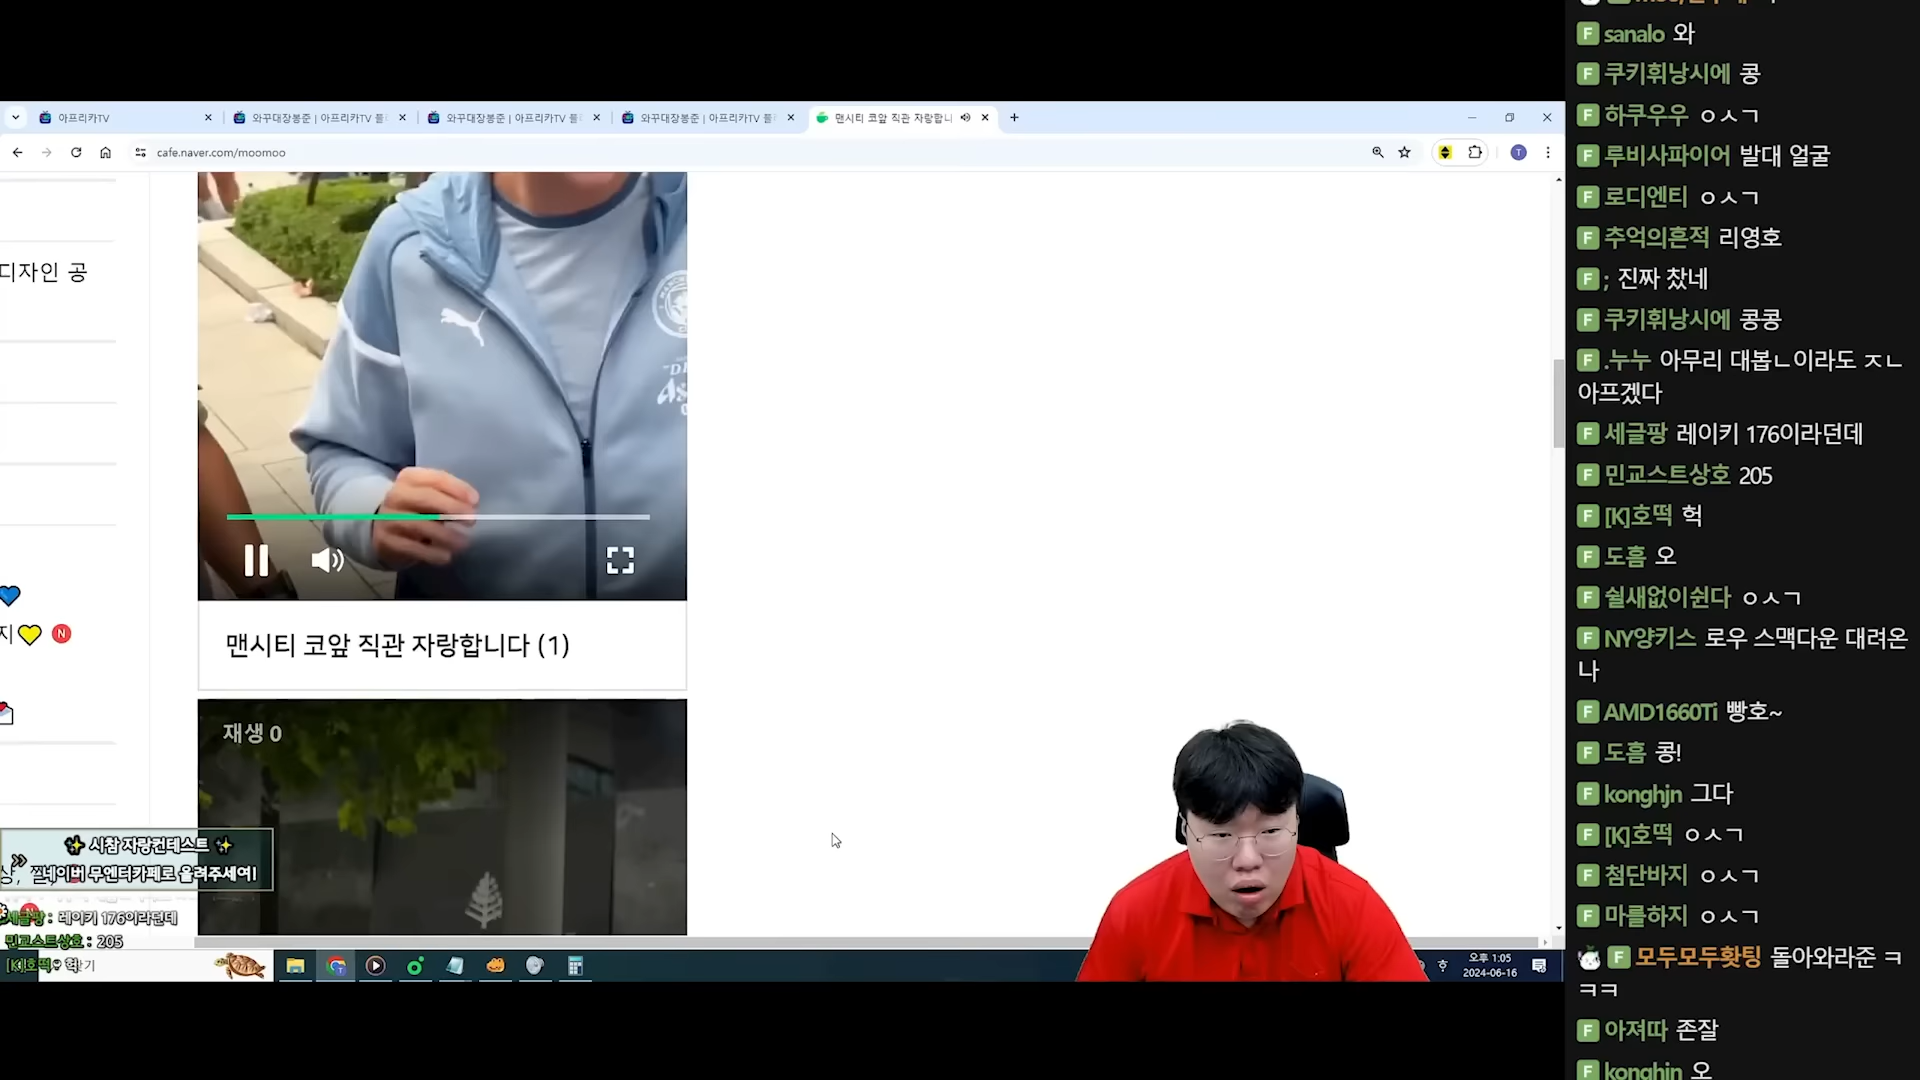 아프리카TV
와꾸대장봉준 | 아프리카TV 플
와꾸대장봉준 | 아프리카TV 플
와꾸대장봉준 | 아프리카TV 플
맨시티 코앞 직관 자랑합니
cafe.naver.com/moomoo
T
디자인 공
지
N
맨시티 코앞 직관 자랑합니다 (1)
재생 0
시참 자랑컨테스트
네이버 무엔터카페로 올려주세여!
세글팡 : 레이키 176이라던데
민교스트상호 : 205
[K]호떡
오후 1:05
2024-06-16
F sanalo 와
F 쿠키휘낭시에 콩
F 하쿠우우 ㅇㅅㄱ
F 루비사파이어 발대 얼굴
F 로디엔티 ㅇㅅㄱ
F 추억의흔적 리영호
F ; 진짜 찼네
F 쿠키휘낭시에 콩콩
F .누누 아무리 대봅ㄴ이라도 ㅈㄴ
아프겠다
F 세글팡 레이키 176이라던데
F 민교스트상호 205
F [K]호떡 헉
F 도흠 오
F 쉴새없이쉰다 ㅇㅅㄱ
F NY양키스 로우 스맥다운 대려온
나
F AMD1660Ti 빵호~
F 도흠 콩!
F konghjn 그다
F [K]호떡 ㅇㅅㄱ
F 첨단바지 ㅇㅅㄱ
F 마를하지 ㅇㅅㄱ
F 모두모두홧팅 돌아와라준 ㅋ
ㅋㅋ
F 아져따 존잘
F konghjn 오